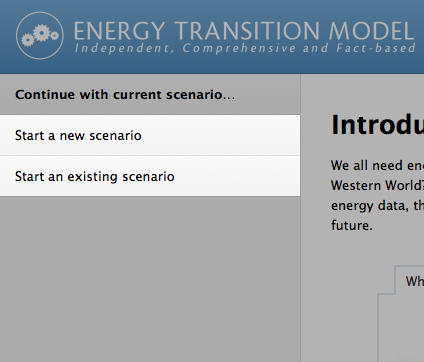 ENERGY TRANSITION MODEL
Independent, Comprehensive and Fact-based
Continue with current scenario...
Start a new scenario
Start an existing scenario
Introdu
We all need en
Western World?
energy data, th
future.
Wh